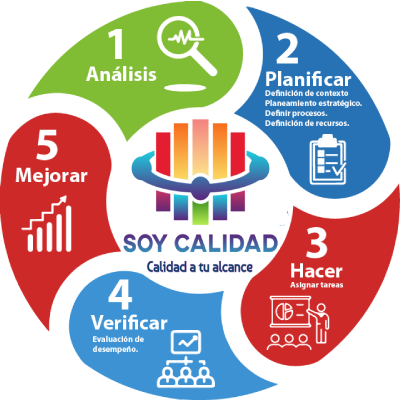 1
Análisis
2
Planificar
Definición de contexto
Planeamiento estratégico.
Definir procesos.
Definición de recursos.
3
Hacer
Asignar tareas
4
Verificar
Evaluación de
desempeño.
5
Mejorar
SOY CALIDAD
Calidad a tu alcance